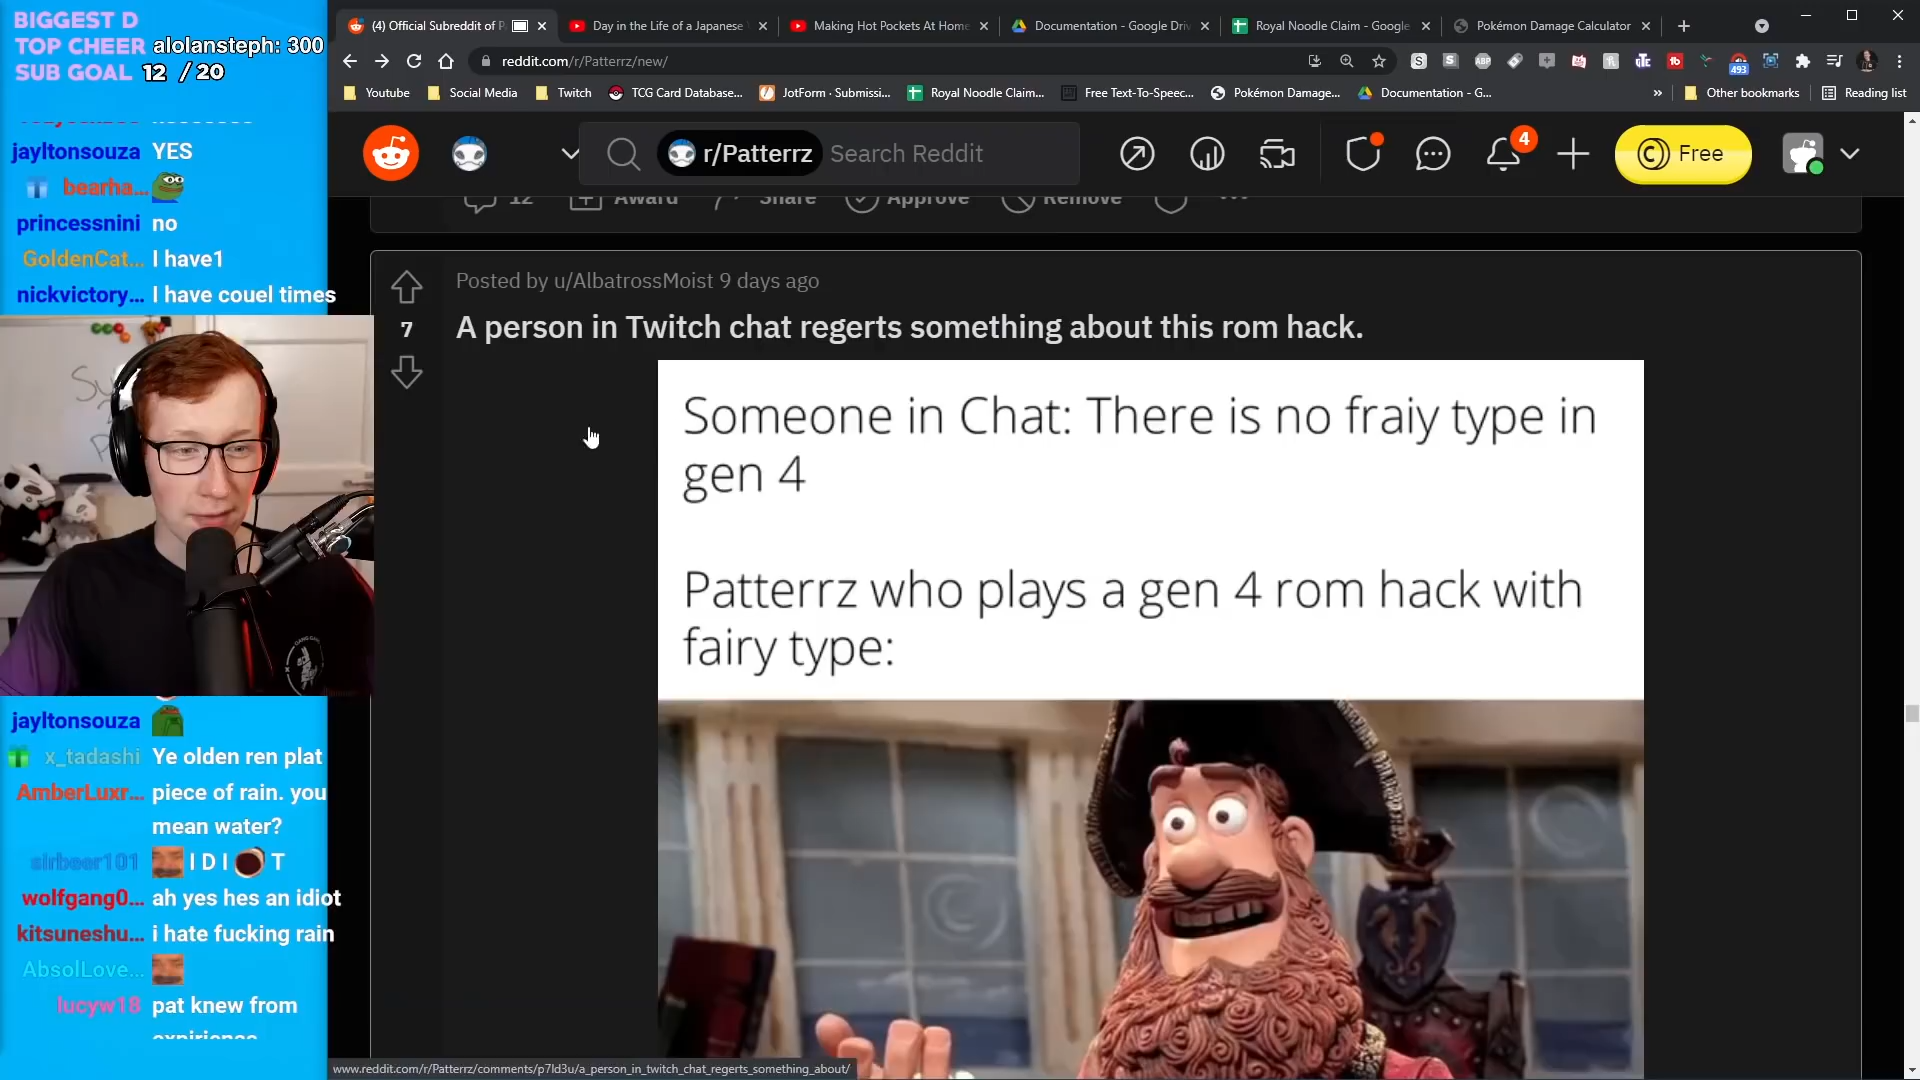 BIGGEST D
TOP CHEER alolansteph: 300
SUB GOAL 12 / 20
jayltonsouza YES
bearha...
princessnini no
GoldenCat... I have1
nickvictory... I have couel times
jayltonsouza
x_tadashi Ye olden ren plat
AmberLuxr... piece of rain. you
mean water?
sirbeer101 I D I T
wolfgang0... ah yes hes an idiot
kitsuneshu... i hate fucking rain
AbsolLove...
lucyw18 pat knew from
expirience
(4) Official Subreddit of P
Day in the Life of a Japanese
Making Hot Pockets At Home
Documentation - Google Driv
Royal Noodle Claim - Google
Pokémon Damage Calculator
reddit.com/r/Patterrz/new/
493
Youtube
Social Media
Twitch
TCG Card Database...
JotForm · Submissi...
Royal Noodle Claim...
Free Text-To-Speec...
Pokémon Damage...
Documentation - G...
»
Other bookmarks
Reading list
r/Patterrz Search Reddit
4
Free
12 Award Share Approve Remove
Posted by u/AlbatrossMoist 9 days ago
7
A person in Twitch chat regerts something about this rom hack.
Someone in Chat: There is no fraiy type in
gen 4
Patterrz who plays a gen 4 rom hack with
fairy type:
www.reddit.com/r/Patterrz/comments/p7ld3u/a_person_in_twitch_chat_regerts_something_about/